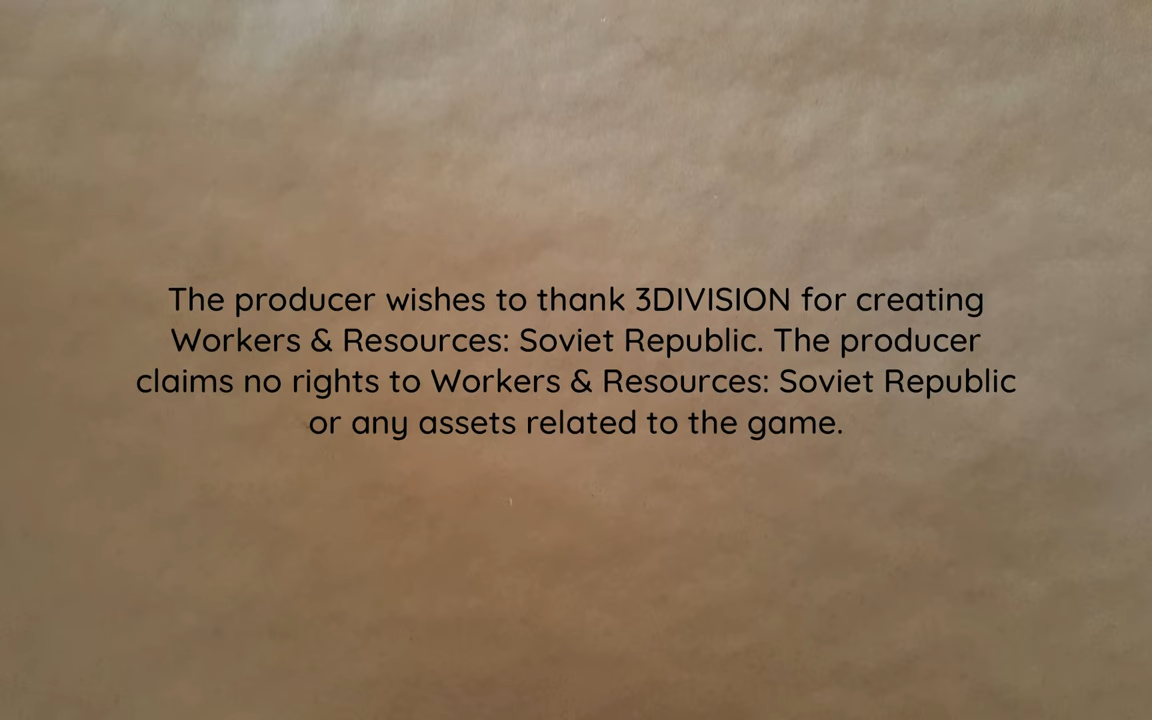 The producer wishes to thank 3DIVISION for creating
Workers & Resources: Soviet Republic. The producer
claims no rights to Workers & Resources: Soviet Republic
or any assets related to the game.